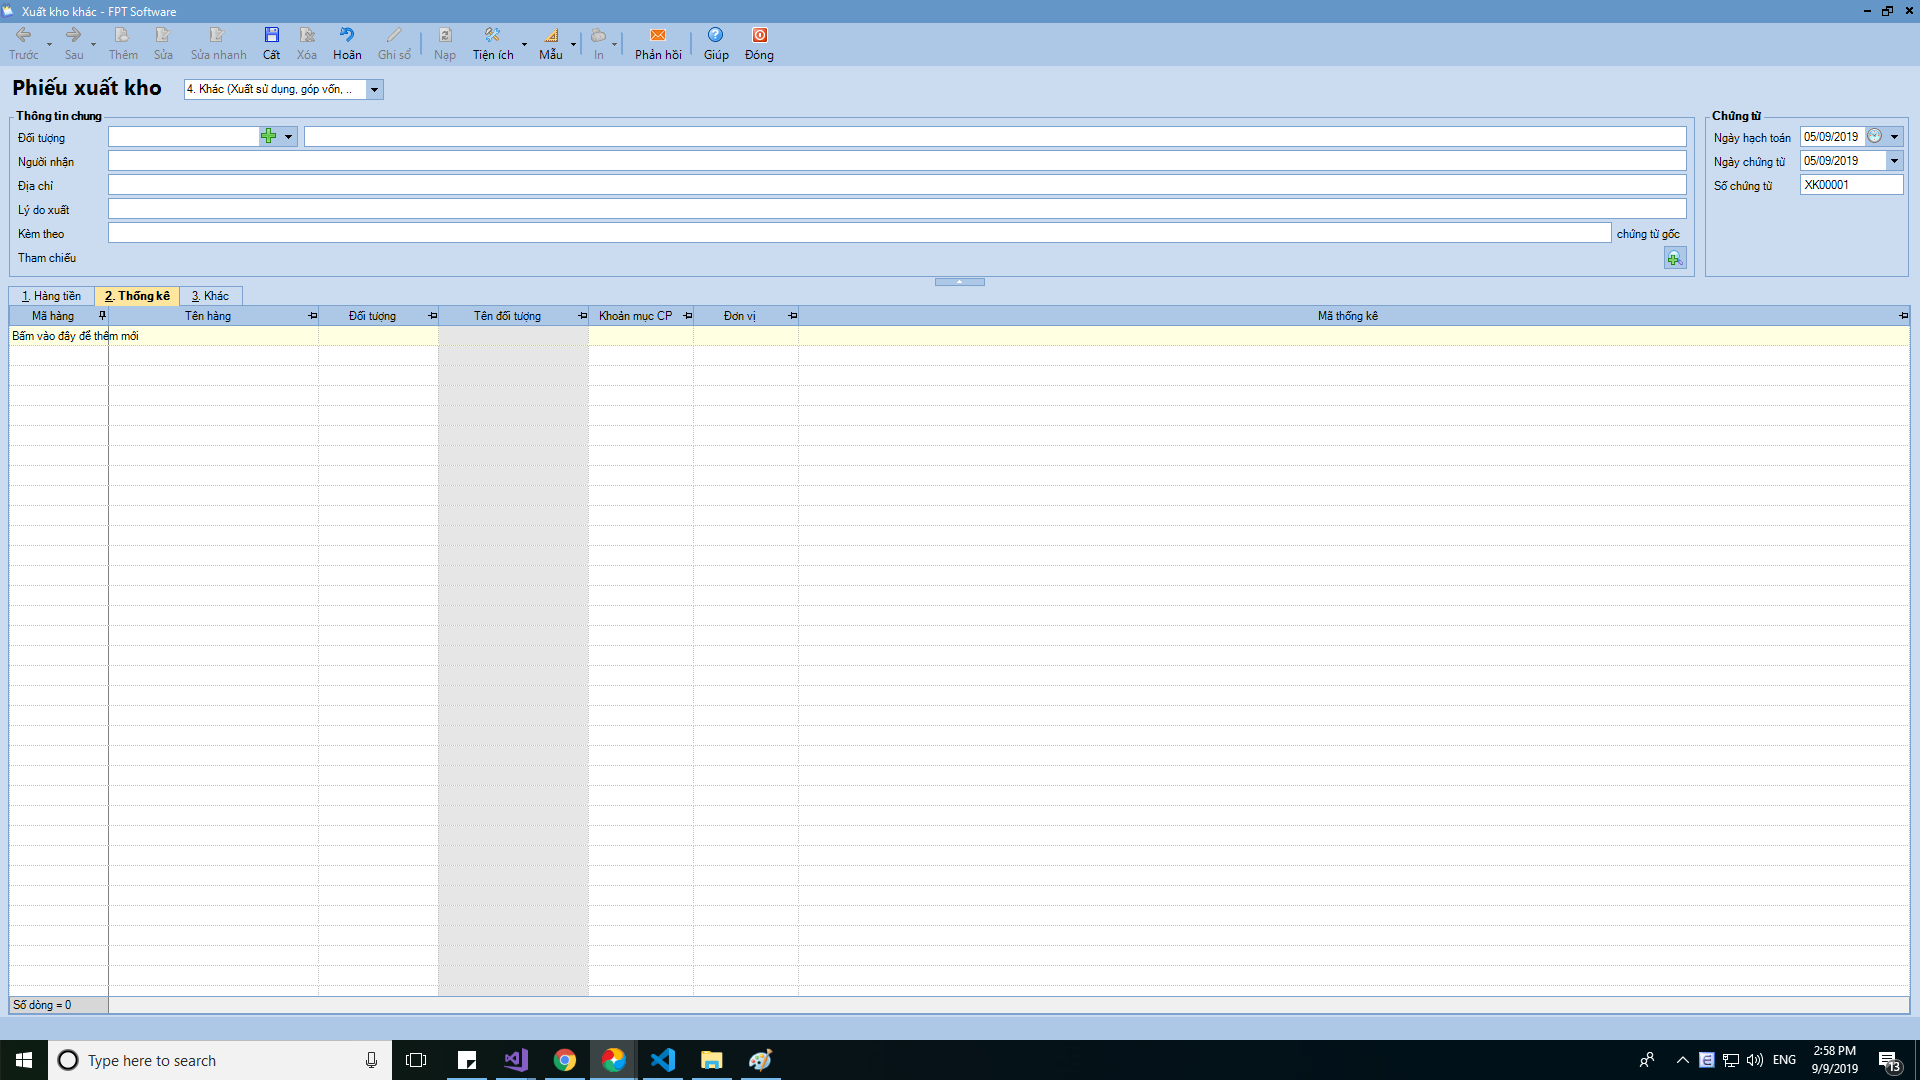 Xuất kho khác - FPT Software
Trước Sau Thêm Sửa Sửa nhanh Cất Xóa Hoãn Ghi sổ Nạp Tiện ích Mẫu In Phản hồi Giúp Đóng
Phiếu xuất kho 4. Khác (Xuất sử dụng, góp vốn, ..
Thông tin chung
Đối tượng
Người nhận
Địa chỉ
Lý do xuất
Kèm theo chứng từ gốc
Tham chiếu
Chứng từ
Ngày hạch toán 05/09/2019
Ngày chứng từ 05/09/2019
Số chứng từ XK00001
1. Hàng tiền 2. Thống kê 3. Khác
Mã hàng Tên hàng Đối tượng Tên đối tượng Khoản mục CP Đơn vị Mã thống kê
Bấm vào đây để thêm mới
Số dòng = 0
Type here to search
ENG
2:58 PM
9/9/2019
13